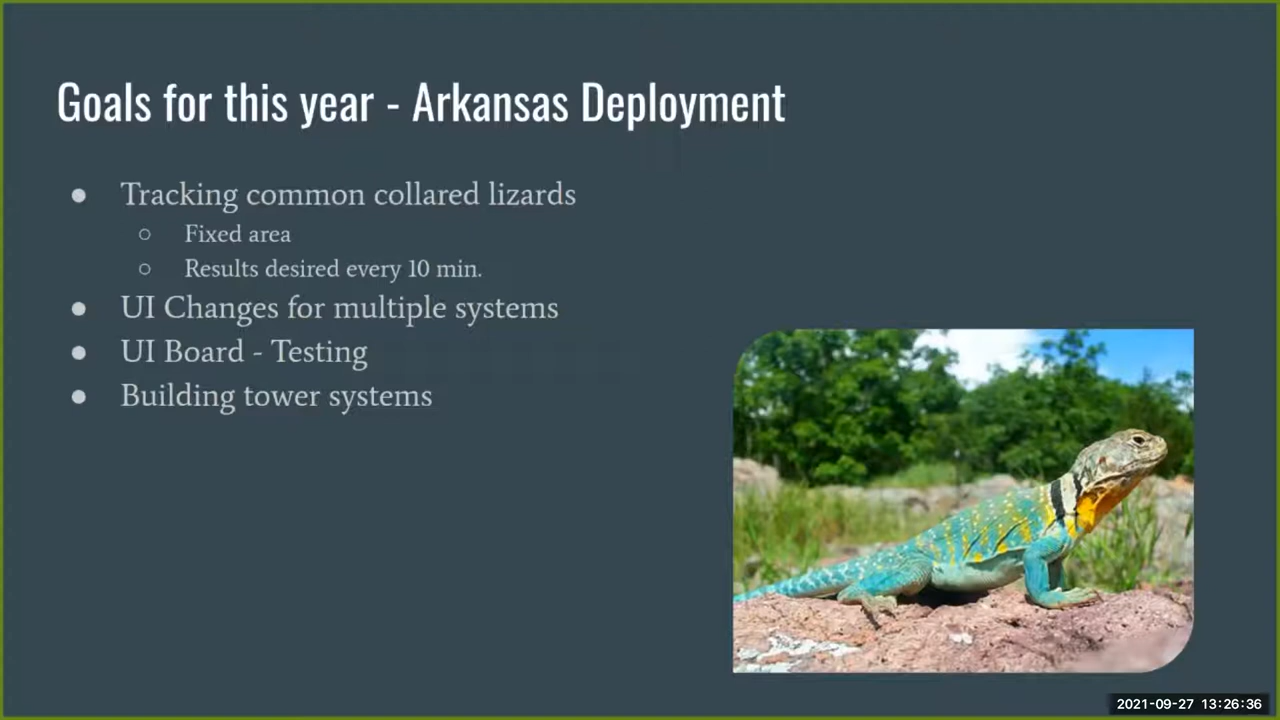 Goals for this year - Arkansas Deployment
● Tracking common collared lizards
○ Fixed area
○ Results desired every 10 min.
● UI Changes for multiple systems
● UI Board - Testing
● Building tower systems
2021-09-27 13:26:36